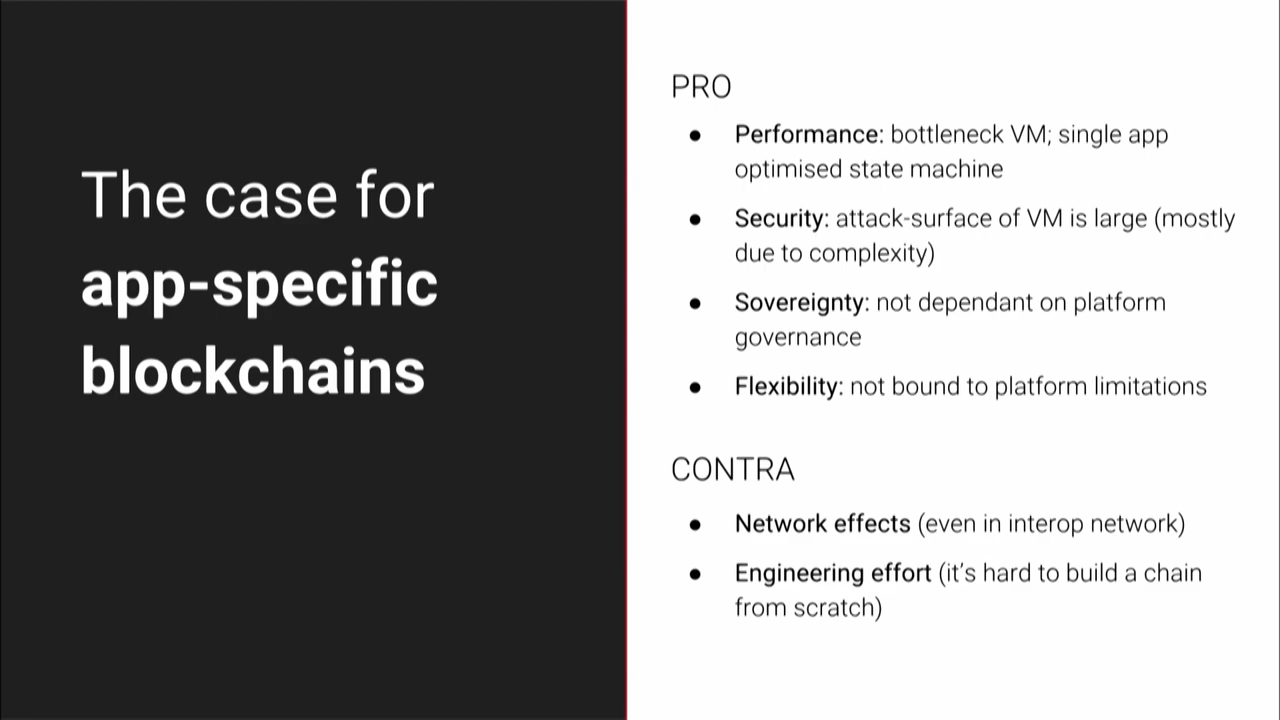 The case for
app-specific
blockchains
PRO
● Performance: bottleneck VM; single app
optimised state machine
● Security: attack-surface of VM is large (mostly
due to complexity)
● Sovereignty: not dependant on platform
governance
● Flexibility: not bound to platform limitations
CONTRA
● Network effects (even in interop network)
● Engineering effort (it’s hard to build a chain
from scratch)